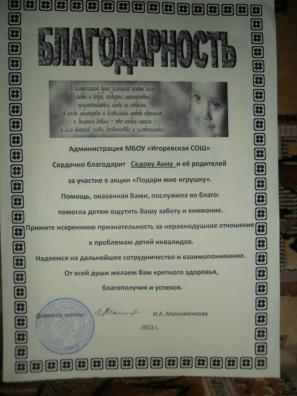 БЛАГОДАРНОСТЬ
Администрация МБОУ «Игоревская СОШ»
Сердечно благодарит Седову Анну и её родителей
за участие в акции «Подари мне игрушку».
Помощь, оказанная Вами, послужила во благо:
помогла детям ощутить Вашу заботу и внимание.
Примите искреннюю признательность за неравнодушное отношение
к проблемам детей инвалидов.
Надеемся на дальнейшее сотрудничество и взаимопонимание.
От всей души желаем Вам крепкого здоровья,
благополучия и успехов.
Директор школы И.А. Максименкова
2013 г.